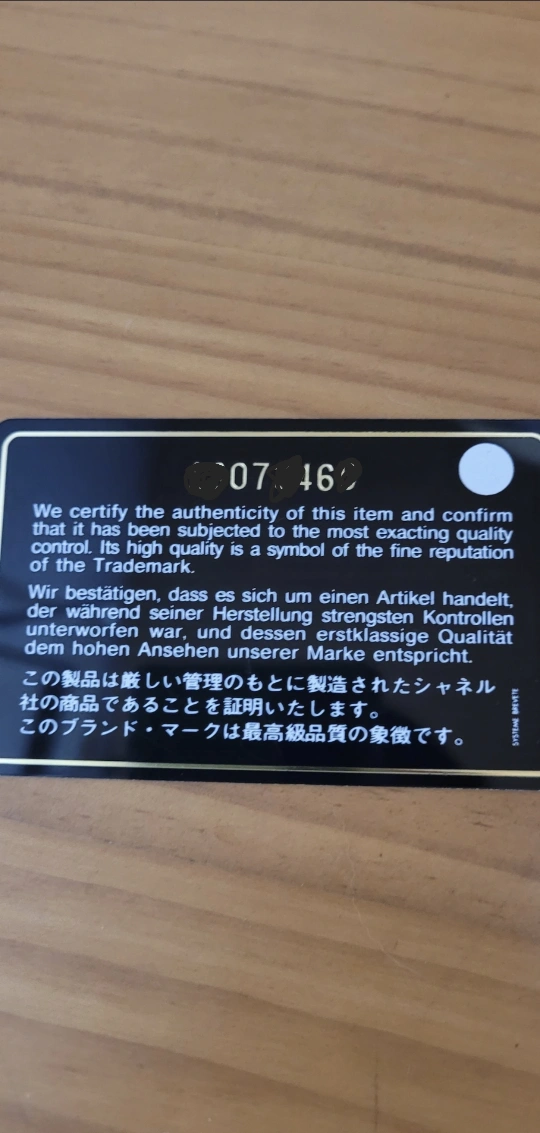 07 46
We certify the authenticity of this item and confirm
that it has been subjected to the most exacting quality
control. Its high quality is a symbol of the fine reputation
of the Trademark.
Wir bestätigen, dass es sich um einen Artikel handelt,
der während seiner Herstellung strengsten Kontrollen
unterworfen war, und dessen erstklassige Qualität
dem hohen Ansehen unserer Marke entspricht.
この製品は厳しい管理のもとに製造されたシャネル
社の商品であることを証明いたします。
このブランド・マークは最高級品質の象徴です。
SYSTEME BREVETE